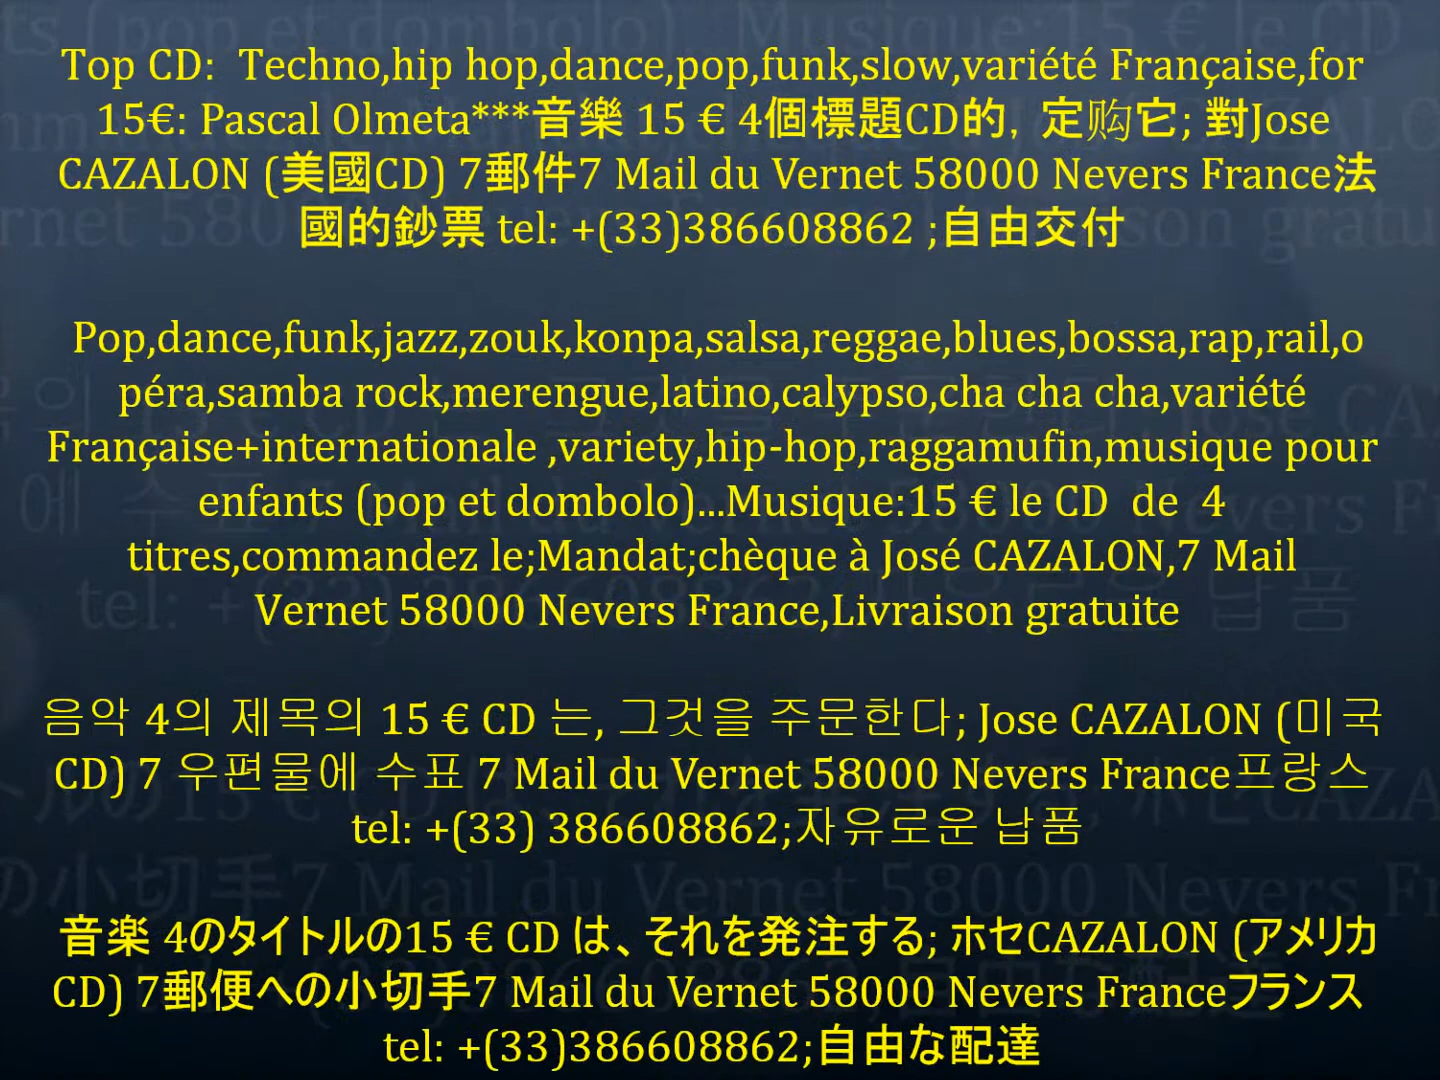 Top CD:  Techno,hip hop,dance,pop,funk,slow,variété Française,for
15€: Pascal Olmeta***音樂 15 € 4個標題CD的，定购它; 對Jose
CAZALON (美國CD) 7郵件7 Mail du Vernet 58000 Nevers France法
國的鈔票 tel: +(33)386608862 ;自由交付
Pop,dance,funk,jazz,zouk,konpa,salsa,reggae,blues,bossa,rap,rail,o
péra,samba rock,merengue,latino,calypso,cha cha cha,variété
Française+internationale ,variety,hip-hop,raggamufin,musique pour
enfants (pop et dombolo)...Musique:15 € le CD  de  4
titres,commandez le;Mandat;chèque à José CAZALON,7 Mail
Vernet 58000 Nevers France,Livraison gratuite
음악 4의 제목의 15 € CD 는, 그것을 주문한다; Jose CAZALON (미국
CD) 7 우편물에 수표 7 Mail du Vernet 58000 Nevers France프랑스
tel: +(33) 386608862;자유로운 납품
音楽 4のタイトルの15 € CD は、それを発注する; ホセCAZALON (アメリカ
CD) 7郵便への小切手7 Mail du Vernet 58000 Nevers Franceフランス
tel: +(33)386608862;自由な配達